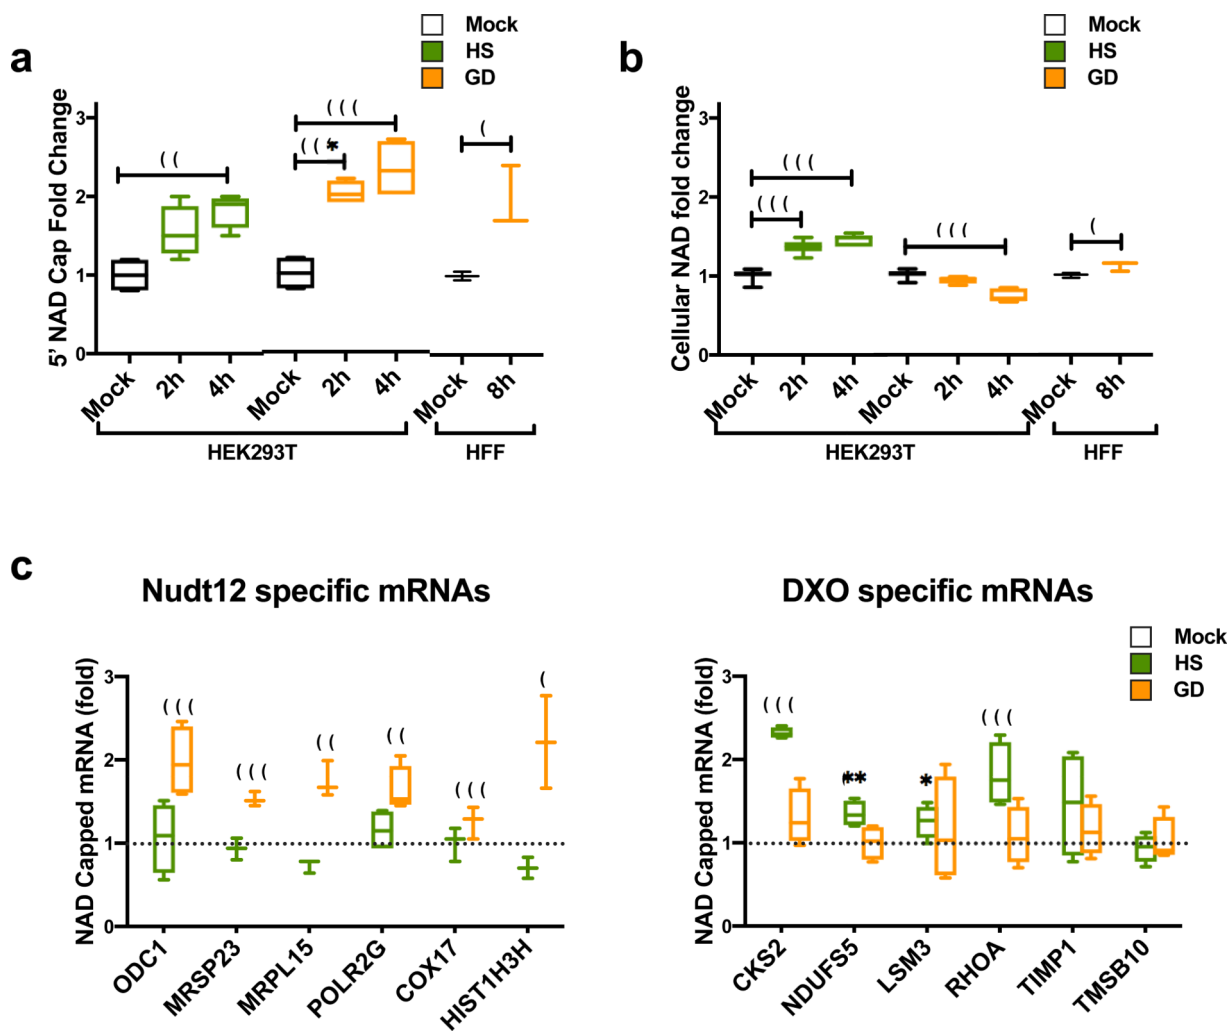 a
Mock
HS
GD
5' NAD Cap Fold Change
3
2
1
0
( (
( ( *
( ( (
(
Mock
2h
4h
Mock
2h
4h
Mock
8h
HEK293T
HFF
b
Mock
HS
GD
Cellular NAD fold change
3
2
1
0
( ( (
( ( (
( ( (
(
Mock
2h
4h
Mock
2h
4h
Mock
8h
HEK293T
HFF
c
Nudt12 specific mRNAs
NAD Capped mRNA (fold)
3
2
1
0
( ( (
( ( (
( (
( (
( ( (
(
ODC1
MRSP23
MRPL15
POLR2G
COX17
HIST1H3H
DXO specific mRNAs
Mock
HS
GD
NAD Capped mRNA (fold)
3
2
1
0
( ( (
**
*
( ( (
CKS2
NDUFS5
LSM3
RHOA
TIMP1
TMSB10